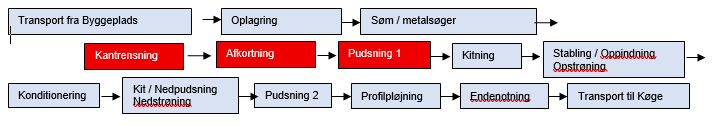 Transport fra Byggeplads
Oplagring
Søm / metalsøger
Kantrensning
Afkortning
Pudsning 1
Kitning
Stabling / Oppindning
Opstrøning
Konditionering
Kit / Nedpudsning
Nedstrøning
Pudsning 2
Profilpløjning
Endenotning
Transport til Køge